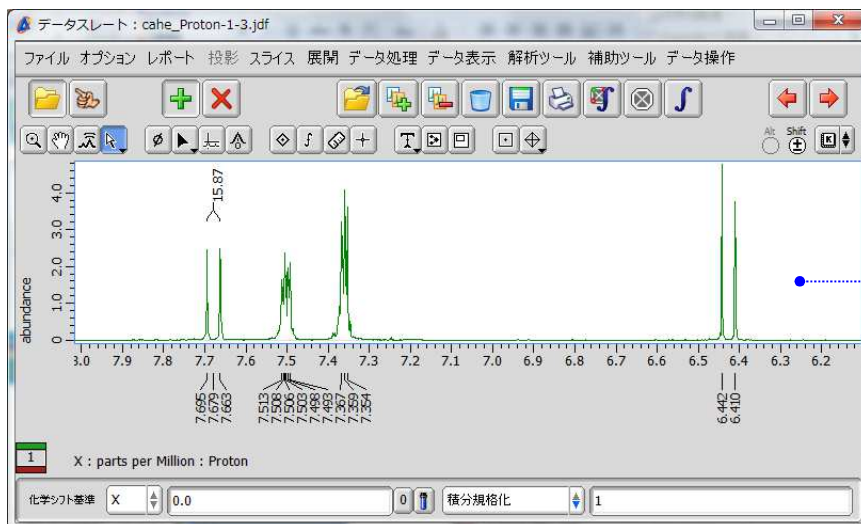 データスレート : cahe_Proton-1-3.jdf
ファイル オプション レポート 投影 スライス 展開 データ処理 データ表示 解析ツール 補助ツール データ操作
Alt Shift
K
15.87
abundance
4.0
3.0
2.0
1.0
0
3.0 7.9 7.8 7.7 7.6 7.5 7.4 7.3 7.2 7.1 7.0 6.9 6.8 6.7 6.6 6.5 6.4 6.3 6.2
7.695 7.679 7.663 7.513 7.508 7.506 7.503 7.498 7.493 7.367 7.359 7.354 6.442 6.410
1 X : parts per Million : Proton
化学シフト基準 X 0.0 0 積分規格化 1